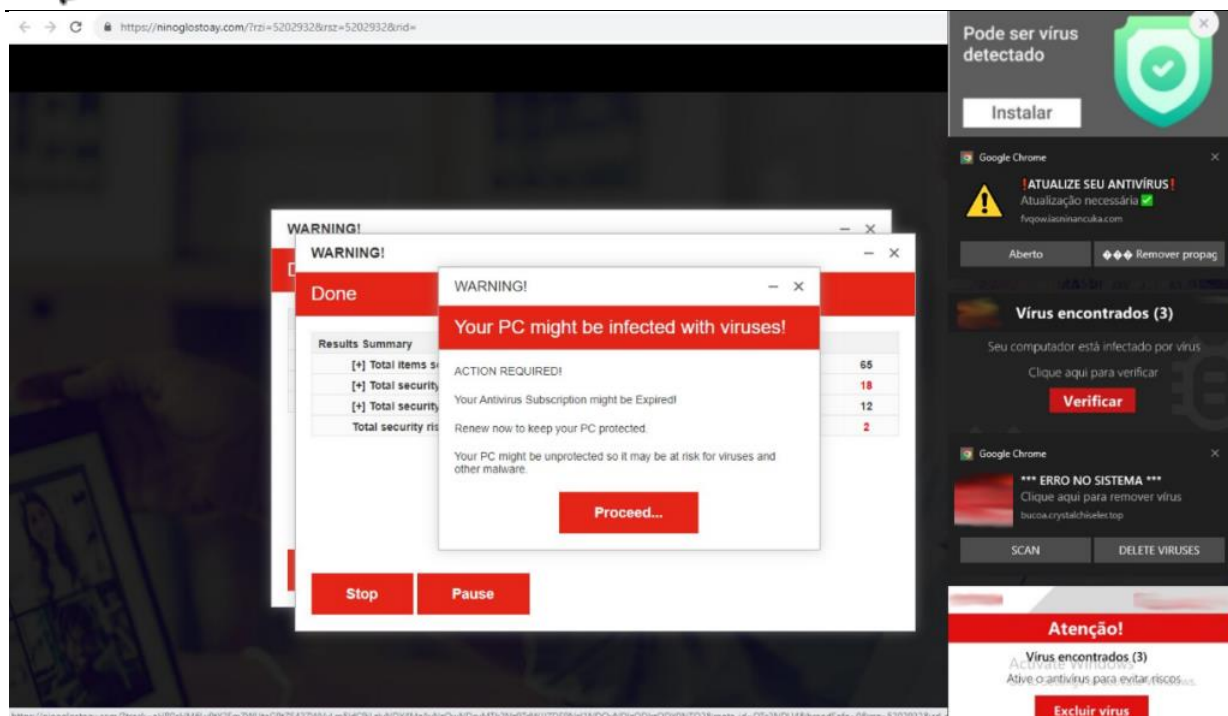 https://ninoglostoay.com/?rzi=5202932&rsz=5202932&rid=
WARNING!
WARNING!
Done
Results Summary
[+] Total items
[+] Total security
[+] Total security
Total security
65
18
12
2
WARNING!
Your PC might be infected with viruses!
ACTION REQUIRED!
Your Antivirus Subscription might be Expired!
Renew now to keep your PC protected.
Your PC might be unprotected so it may be at risk for viruses and
other malware.
Proceed...
Stop
Pause
Pode ser vírus
detectado
Instalar
Google Chrome
❗ATUALIZE SEU ANTIVÍRUS❗
Atualização necessária ✅
fvqow.iasninancuka.com
Aberto
��� Remover propag
Vírus encontrados (3)
Seu computador está infectado por vírus
Clique aqui para verificar
Verificar
Google Chrome
*** ERRO NO SISTEMA ***
Clique aqui para remover vírus
bucoa.crystalchiseler.top
SCAN
DELETE VIRUSES
Atenção!
Vírus encontrados (3)
Activate Windows
Ative o antivírus para evitar riscos
Excluir vírus